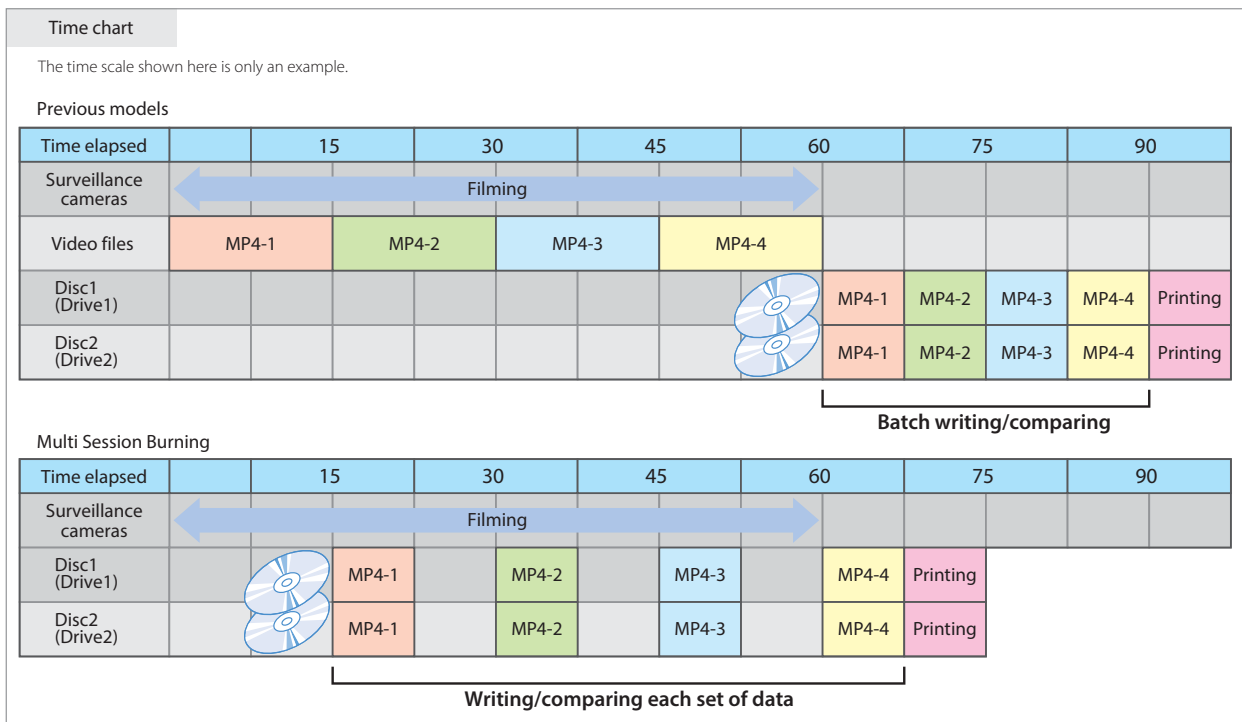 Time chart
The time scale shown here is only an example.
Previous models
Time elapsed 15 30 45 60 75 90
Surveillance
cameras
Filming
Video files MP4-1 MP4-2 MP4-3 MP4-4
Disc1
(Drive1)
MP4-1 MP4-2 MP4-3 MP4-4 Printing
Disc2
(Drive2)
MP4-1 MP4-2 MP4-3 MP4-4 Printing
Batch writing/comparing
Multi Session Burning
Time elapsed 15 30 45 60 75 90
Surveillance
cameras
Filming
Disc1
(Drive1)
MP4-1 MP4-2 MP4-3 MP4-4 Printing
Disc2
(Drive2)
MP4-1 MP4-2 MP4-3 MP4-4 Printing
Writing/comparing each set of data